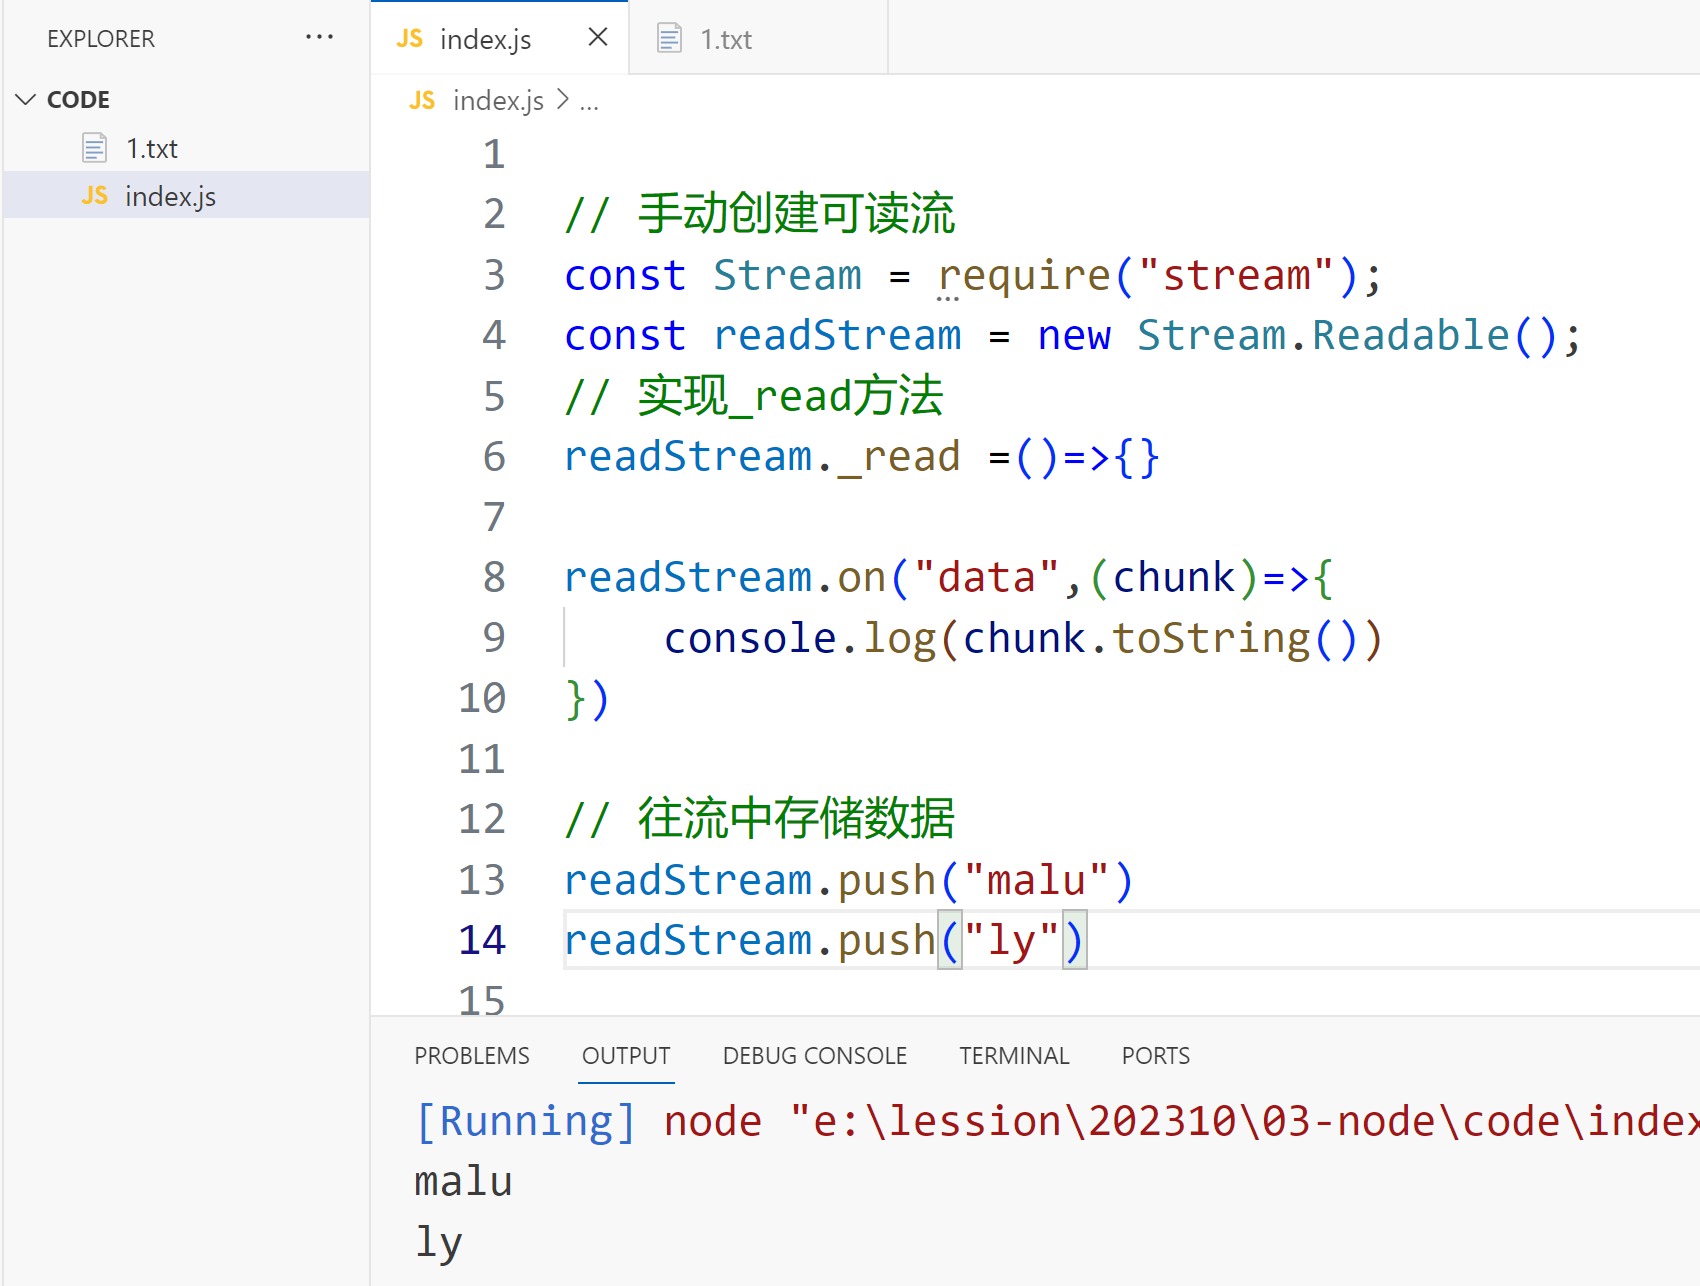 EXPLORER ...
CODE
1.txt
JS index.js
JS index.js
1.txt
JS index.js > ...
1
2 // 手动创建可读流
3 const Stream = require("stream");
4 const readStream = new Stream.Readable();
5 // 实现_read方法
6 readStream._read =()=>{}
7
8 readStream.on("data",(chunk)=>{
9     console.log(chunk.toString())
10 })
11
12 // 往流中存储数据
13 readStream.push("malu")
14 readStream.push("ly")
15
PROBLEMS OUTPUT DEBUG CONSOLE TERMINAL PORTS
[Running] node "e:\lession\202310\03-node\code\index
malu
ly